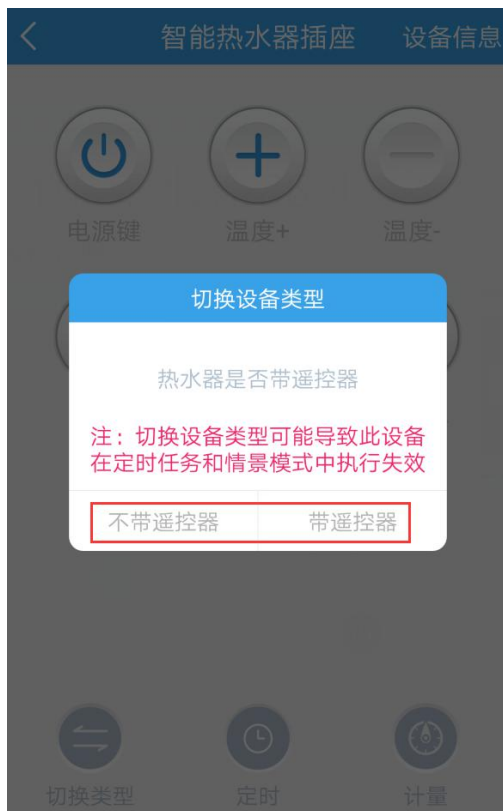 智能热水器插座 设备信息
电源键 温度+ 温度-
切换设备类型
热水器是否带遥控器
注：切换设备类型可能导致此设备
在定时任务和情景模式中执行失效
不带遥控器 带遥控器
切换类型 定时 计量